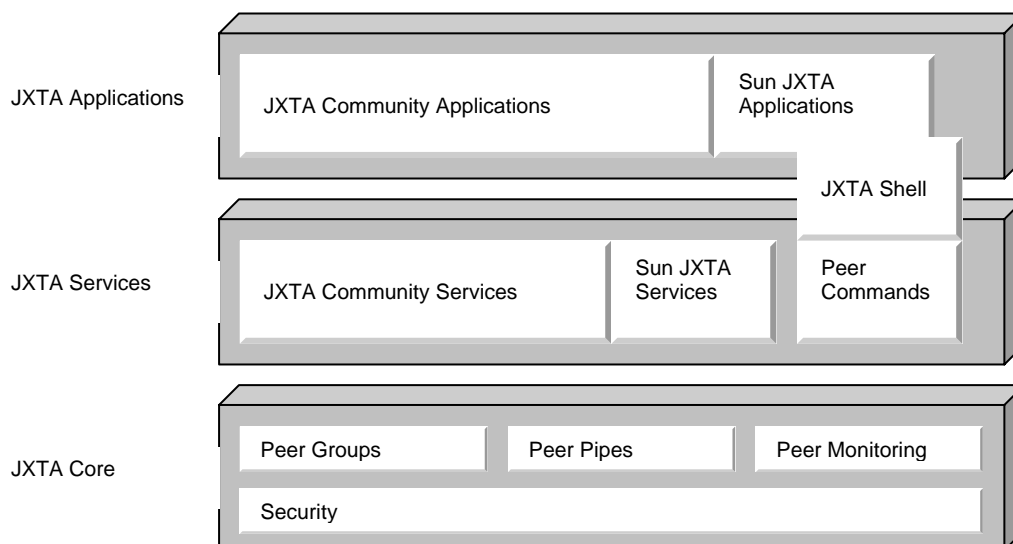 JXTA Applications
JXTA Community Applications
Sun JXTA
Applications
JXTA Shell
JXTA Services
JXTA Community Services
Sun JXTA
Services
Peer
Commands
JXTA Core
Peer Groups
Peer Pipes
Peer Monitoring
Security